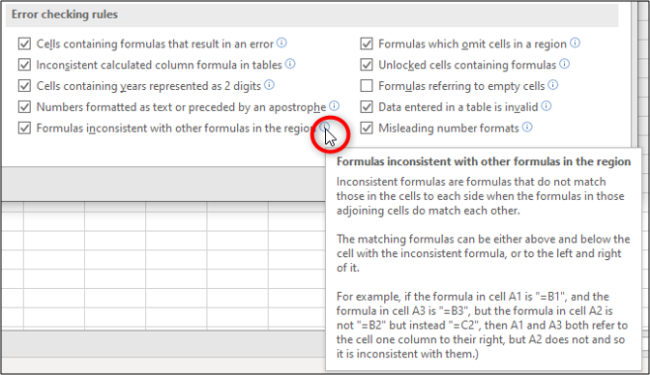 Error checking rules
Cells containing formulas that result in an error
Inconsistent calculated column formula in tables
Cells containing years represented as 2 digits
Numbers formatted as text or preceded by an apostrophe
Formulas inconsistent with other formulas in the region
Formulas which omit cells in a region
Unlocked cells containing formulas
Formulas referring to empty cells
Data entered in a table is invalid
Misleading number formats
Formulas inconsistent with other formulas in the region
Inconsistent formulas are formulas that do not match
those in the cells to each side when the formulas in those
adjoining cells do match each other.
The matching formulas can be either above and below the
cell with the inconsistent formula, or to the left and right
of it.
For example, if the formula in cell A1 is "=B1", and the
formula in cell A3 is "=B3", but the formula in cell A2 is
not "=B2" but instead "=C2", then A1 and A3 both refer to
the cell one column to their right, but A2 does not and so
it is inconsistent with them.)